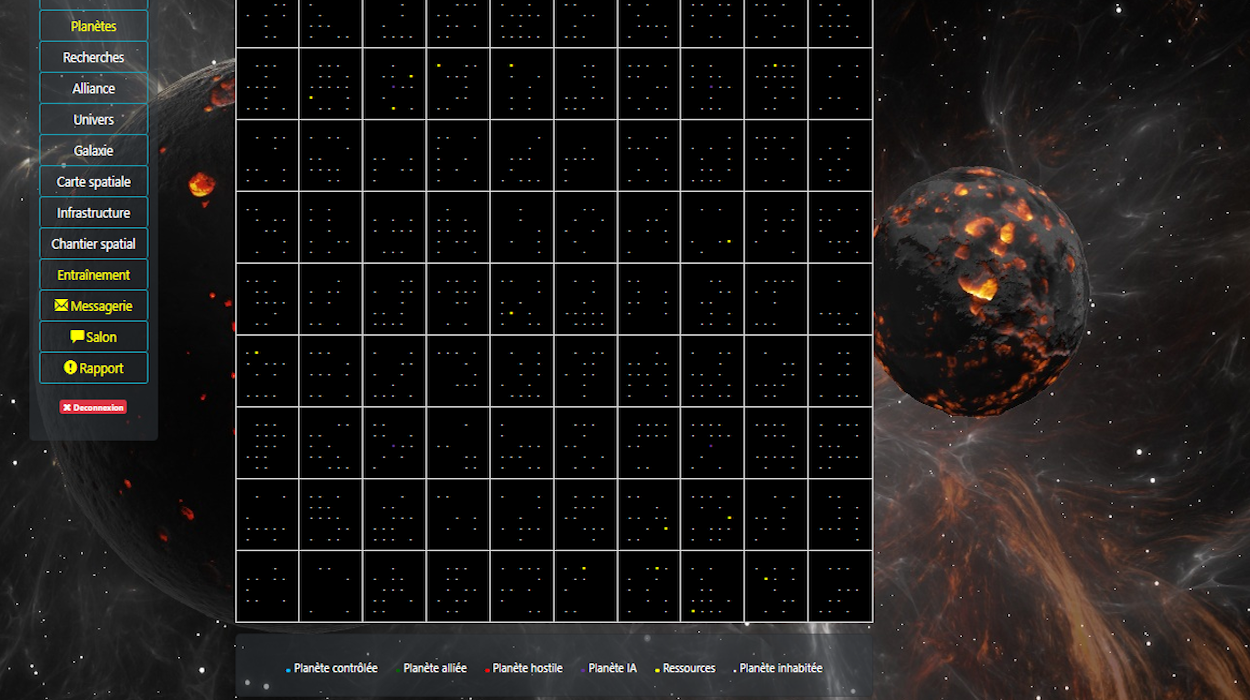 Planètes
Recherches
Alliance
Univers
Galaxie
Carte spatiale
Infrastructure
Chantier spatial
Entraînement
Messagerie
Salon
Rapport
Deconnexion
Planète contrôlée Planète alliée Planète hostile Planète IA Ressources Planète inhabitée